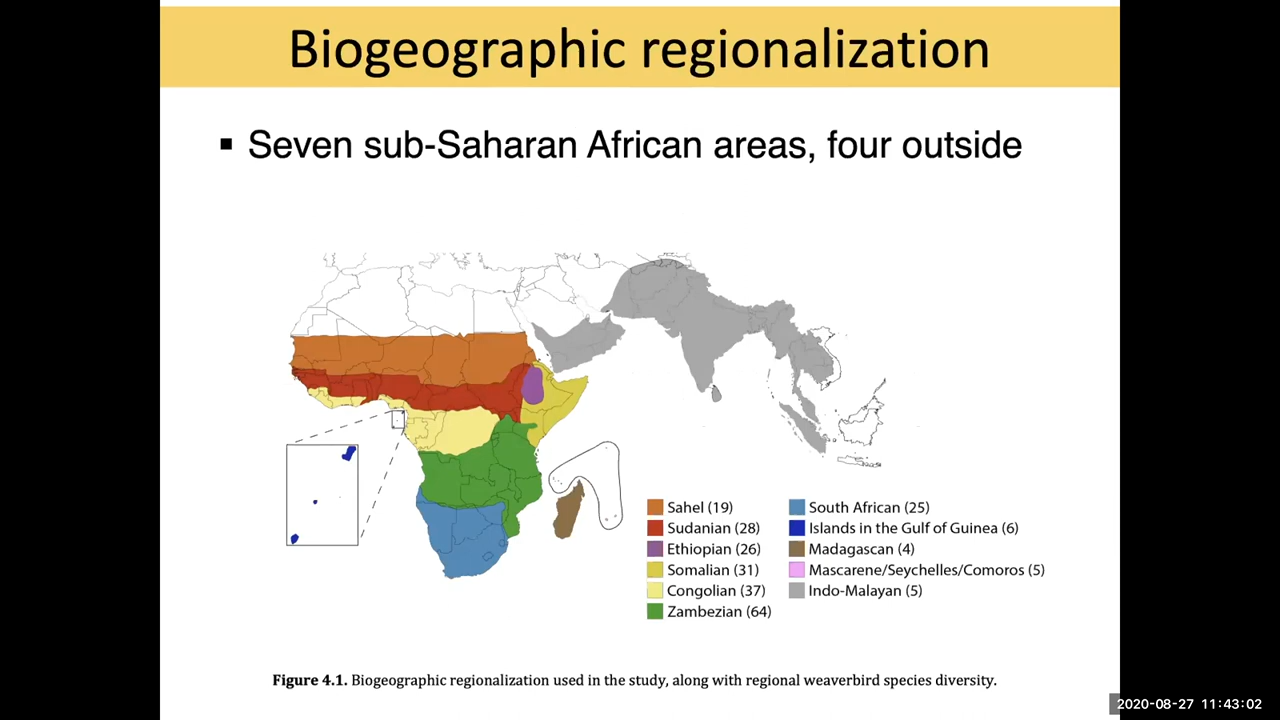 Biogeographic regionalization
▪ Seven sub-Saharan African areas, four outside
Sahel (19)
Sudanian (28)
Ethiopian (26)
Somalian (31)
Congolian (37)
Zambezian (64)
South African (25)
Islands in the Gulf of Guinea (6)
Madagascan (4)
Mascarene/Seychelles/Comoros (5)
Indo-Malayan (5)
Figure 4.1. Biogeographic regionalization used in the study, along with regional weaverbird species diversity.
2020-08-27 11:43:02